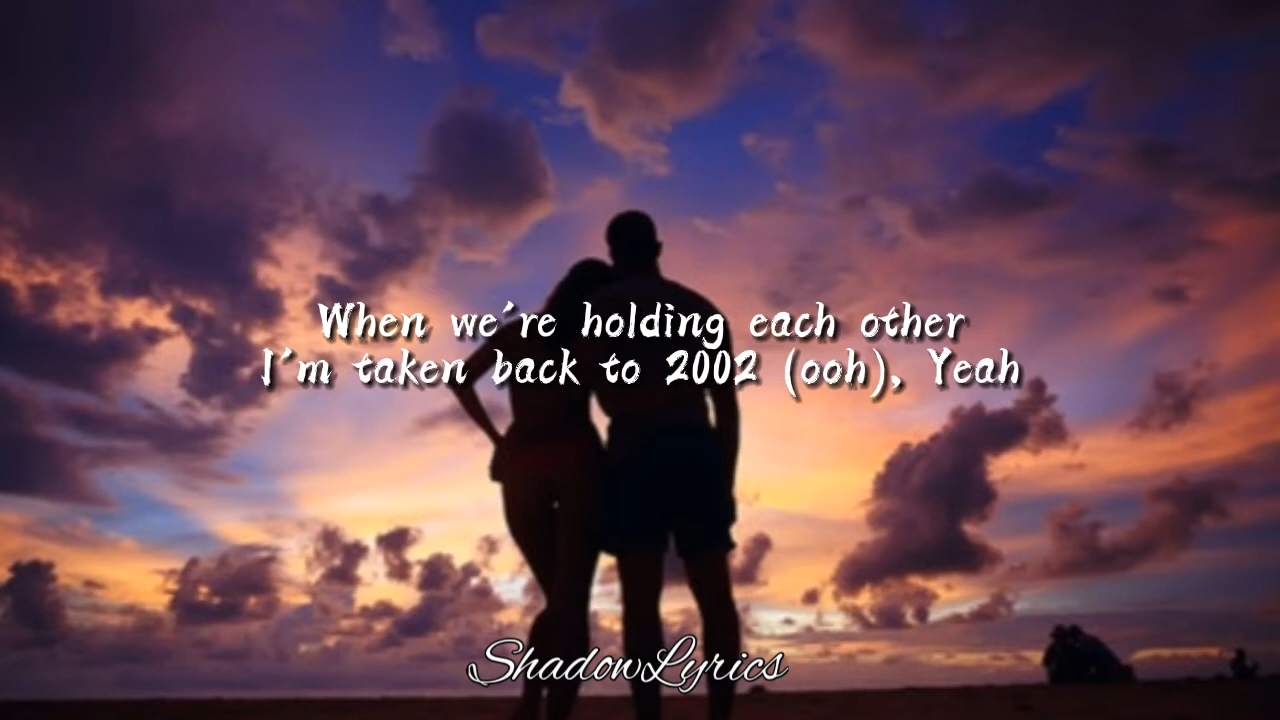 When we're holding each other
I'm taken back to 2002 (ooh), Yeah
ShadowLyrics